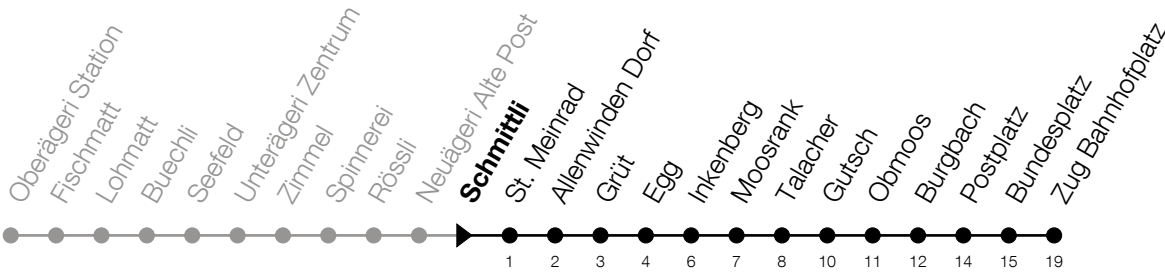 Oberägeri Station
Fischmatt
Lohmatt
Buechli
Seefeld
Unterägeri Zentrum
Zimmel
Spinnerei
Rössli
Neuägeri Alte Post
Schmittli
St. Meinrad
Allenwinden Dorf
Grüt
Egg
Inkenberg
Moosrank
Talacher
Gutsch
Obmoos
Burgbach
Postplatz
Bundesplatz
Zug Bahnhofplatz
1 2 3 4 6 7 8 10 11 12 14 15 19